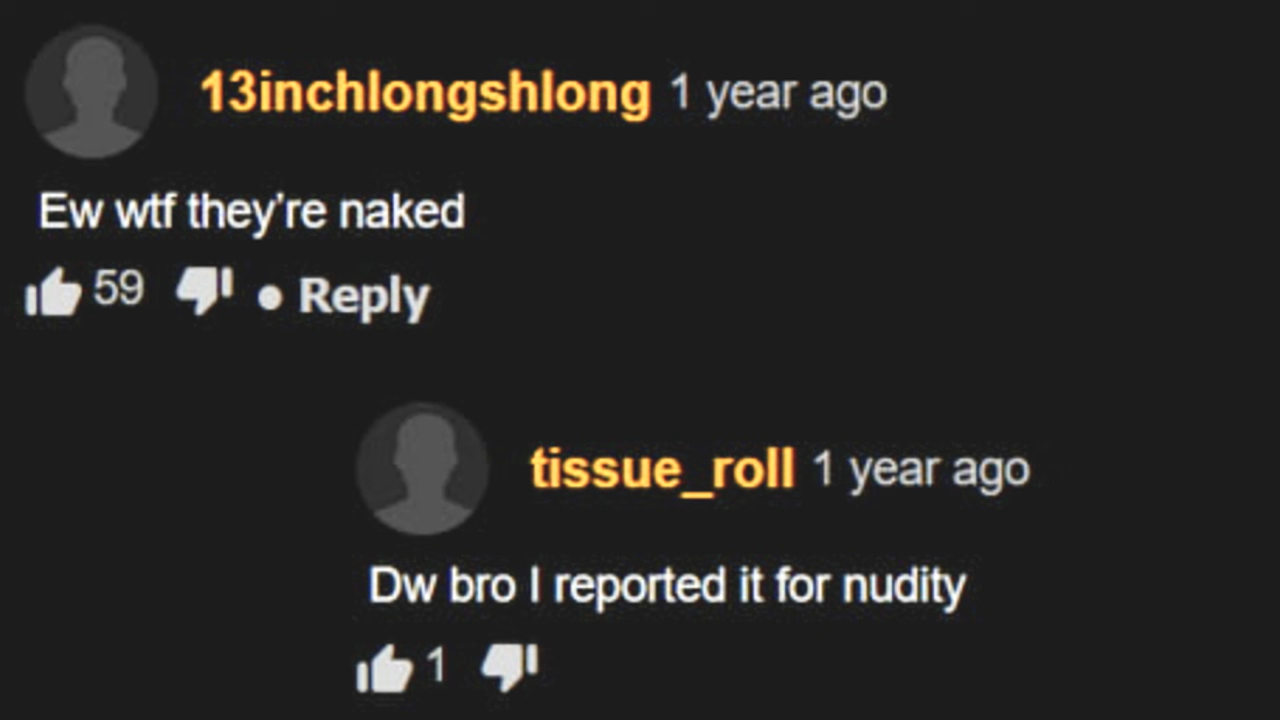 13inchlongshlong 1 year ago
Ew wtf they're naked
59 • Reply
tissue_roll 1 year ago
Dw bro I reported it for nudity
1